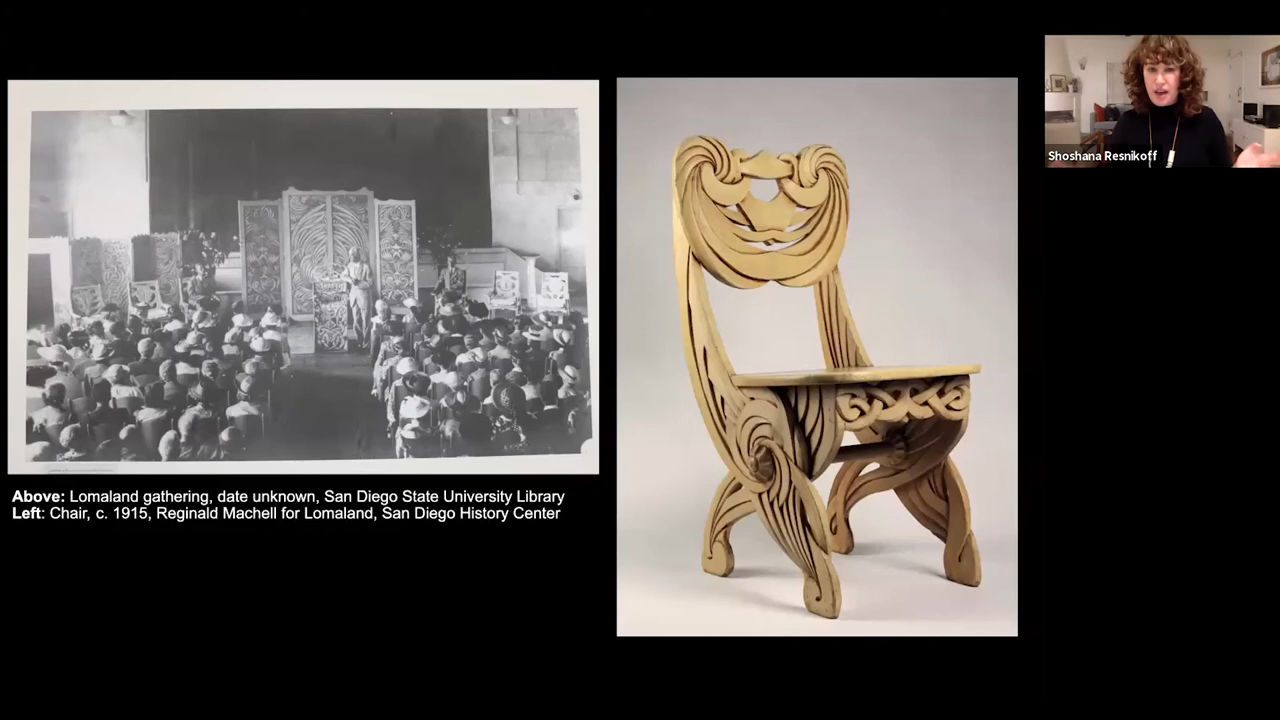 Shoshana Resnikoff
Above: Lomaland gathering, date unknown, San Diego State University Library
Left: Chair, c. 1915, Reginald Machell for Lomaland, San Diego History Center